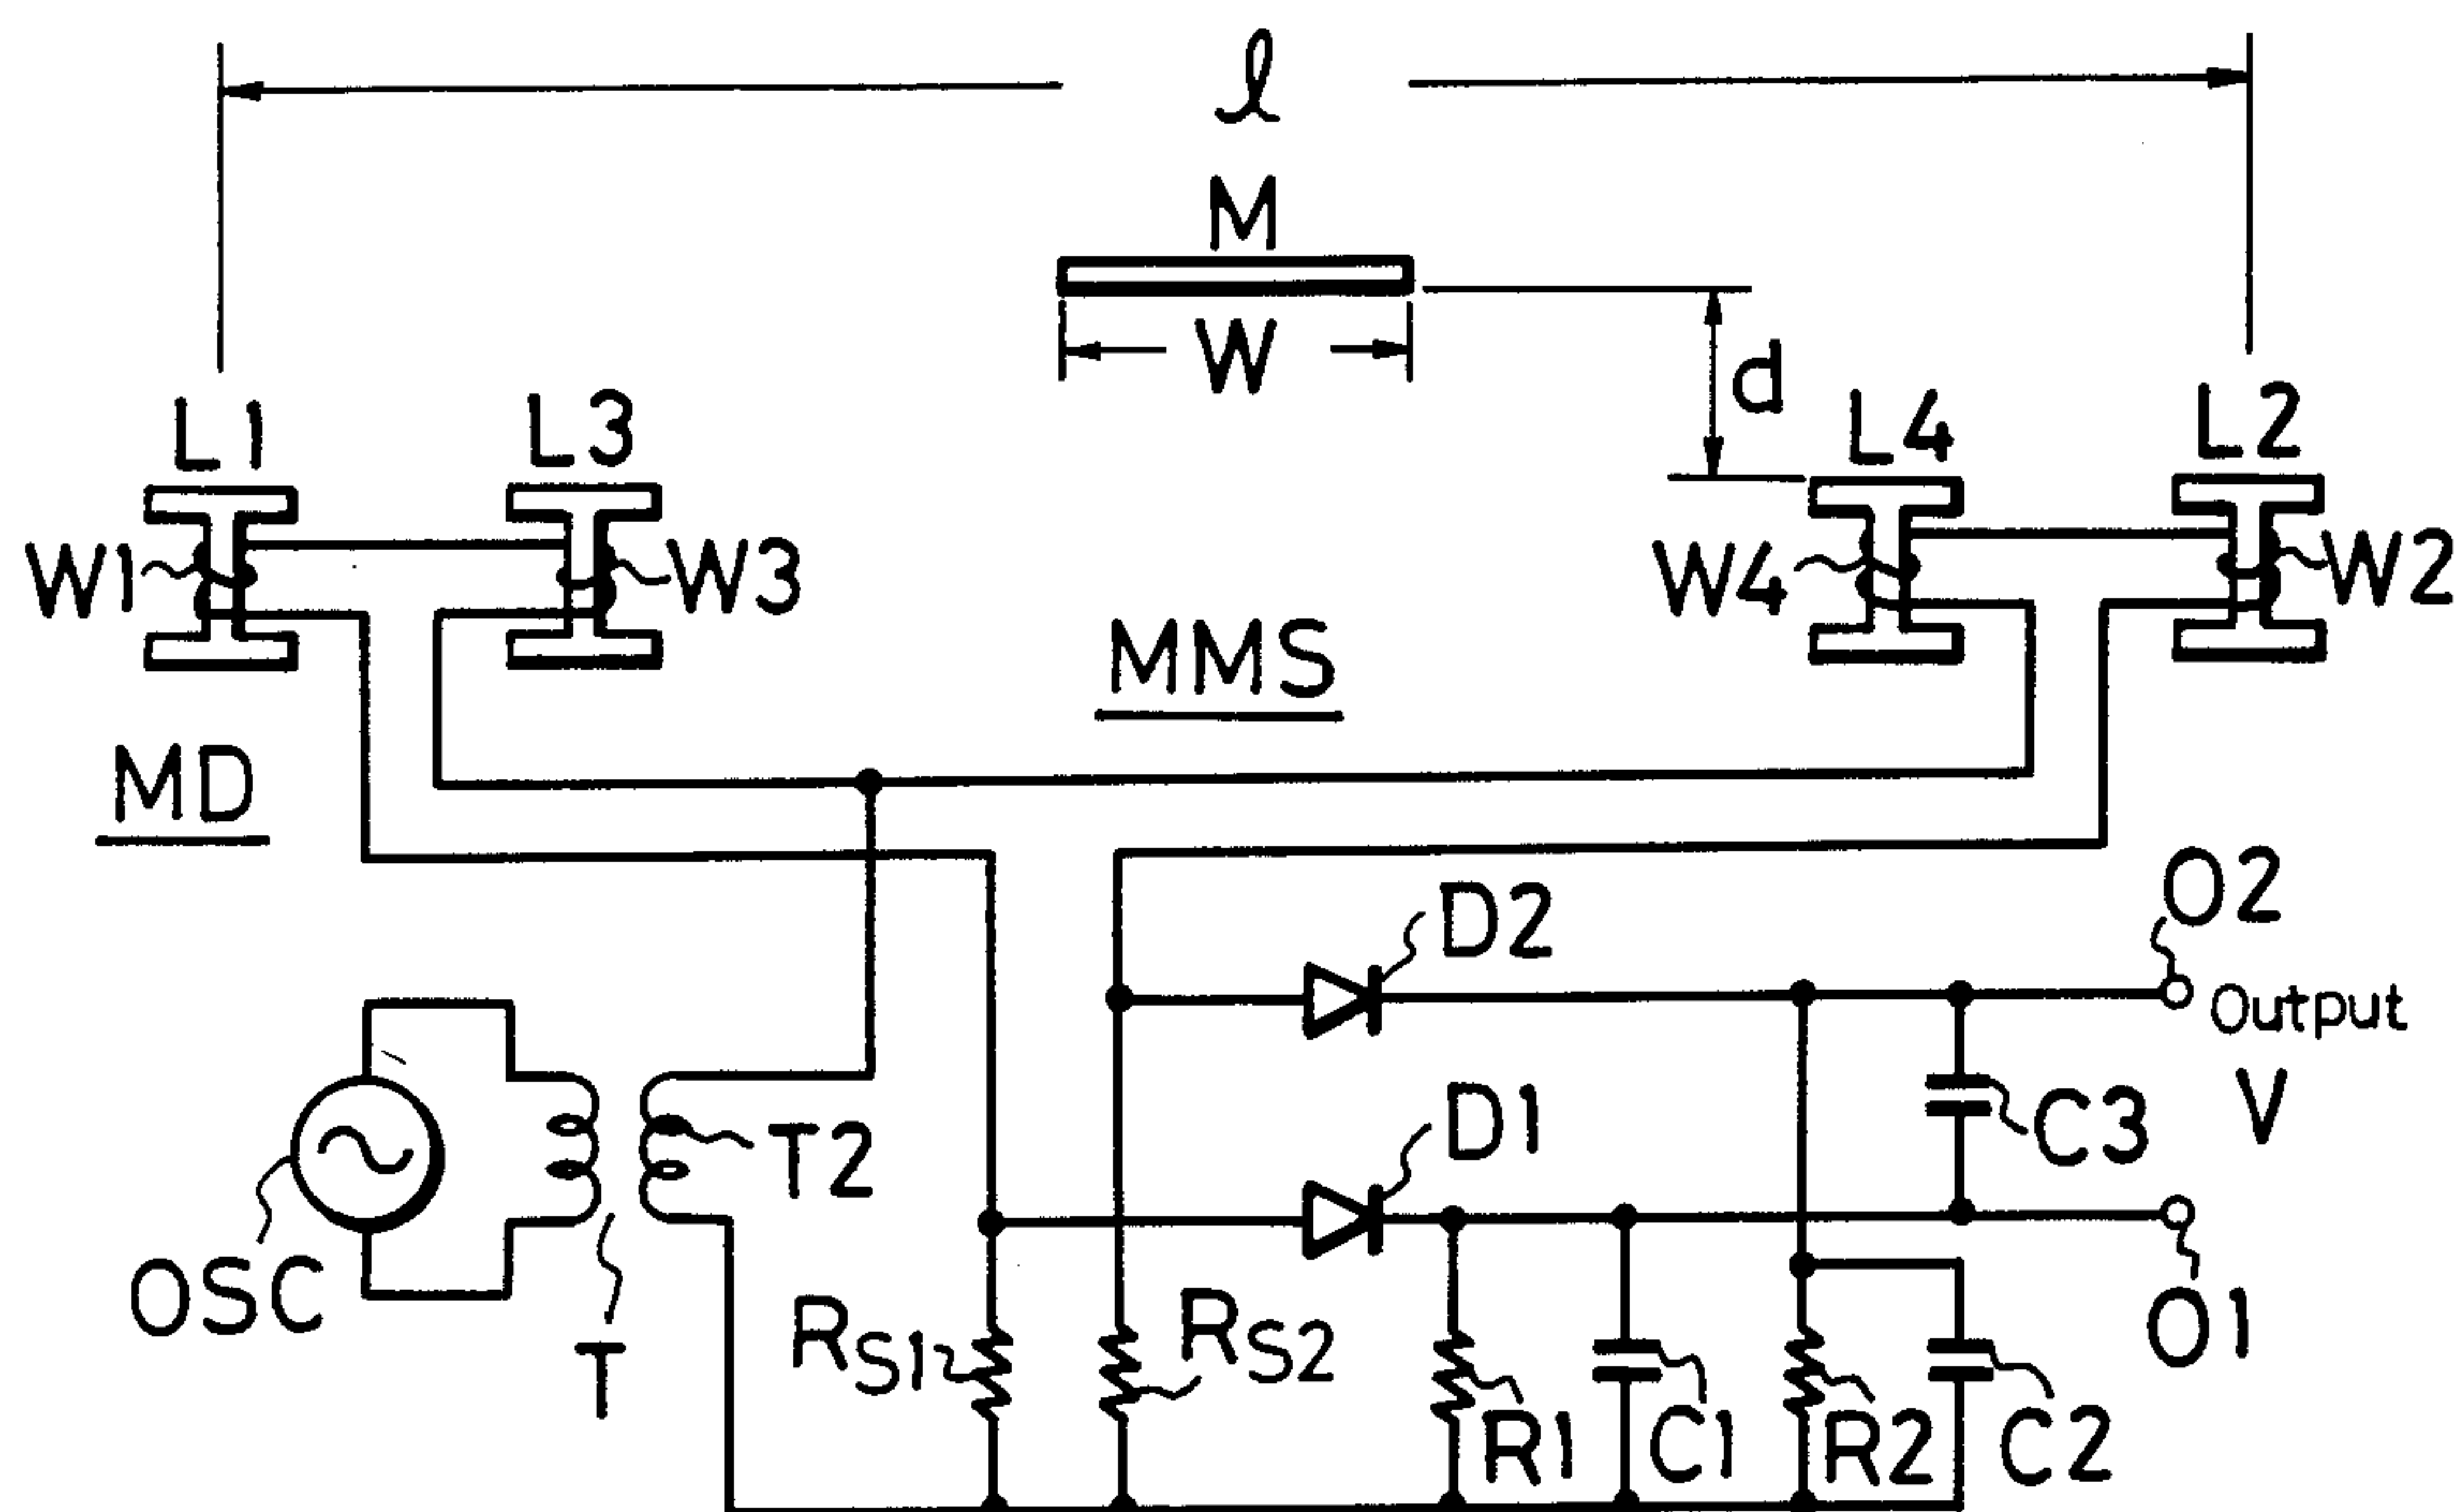 ℓ
M
W
d
L1
L3
L4
L2
W1
W3
W4
W2
MMS
MD
O2
D2
Output
V
D1
C3
T2
OSC
T
RS1
RS2
O1
R1
C1
R2
C2